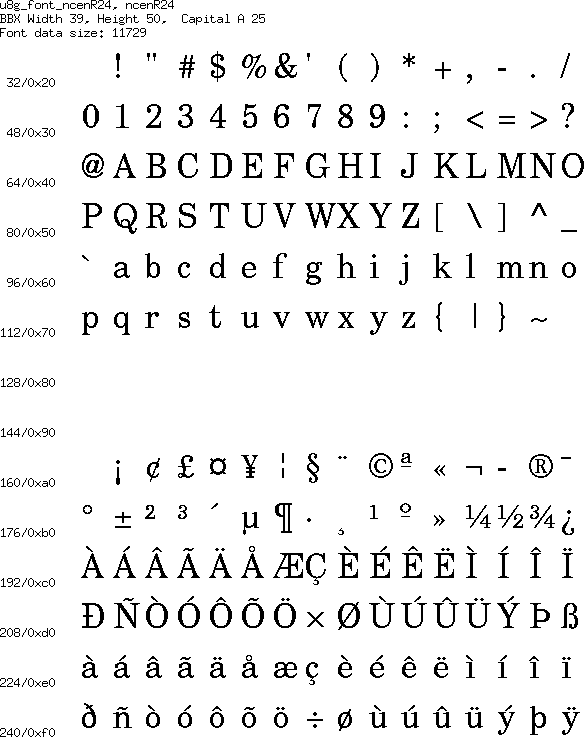 u8g_font_ncenR24, ncenR24
BBX Width 39, Height 50,  Capital A 25
Font data size: 11729
32/0x20 ! " # $ % & ' ( ) * + , - . /
48/0x30 0 1 2 3 4 5 6 7 8 9 : ; < = > ?
64/0x40 @ A B C D E F G H I J K L M N O
80/0x50 P Q R S T U V W X Y Z [ \ ] ^ _
96/0x60 ` a b c d e f g h i j k l m n o
112/0x70 p q r s t u v w x y z { | } ~
128/0x80
144/0x90
160/0xa0 ¡ ¢ £ ¤ ¥ ¦ § ¨ © ª « ¬ - ® ¯
176/0xb0 ° ± ² ³ ´ µ ¶ · ¸ ¹ º » ¼ ½ ¾ ¿
192/0xc0 À Á Â Ã Ä Å Æ Ç È É Ê Ë Ì Í Î Ï
208/0xd0 Ð Ñ Ò Ó Ô Õ Ö × Ø Ù Ú Û Ü Ý Þ ß
224/0xe0 à á â ã ä å æ ç è é ê ë ì í î ï
240/0xf0 ð ñ ò ó ô õ ö ÷ ø ù ú û ü ý þ ÿ